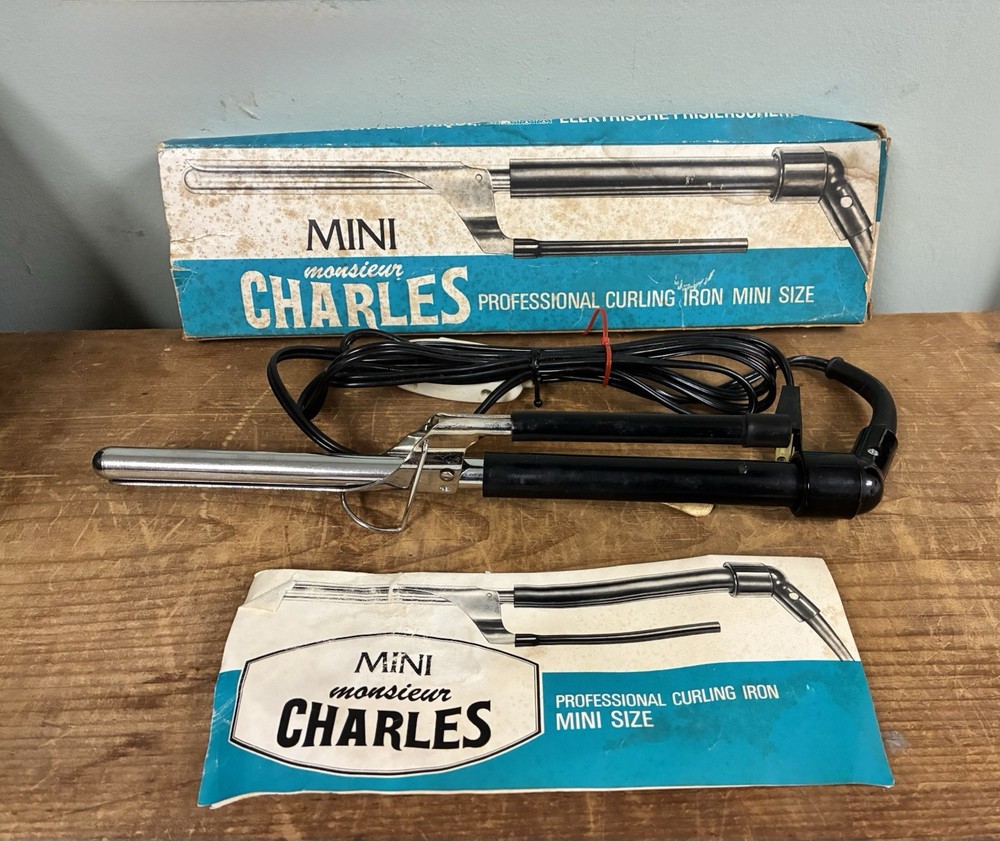 ELEKTRISCHE FRISIERSCHERE
MINI
monsieur
CHARLES
PROFESSIONAL CURLING IRON MINI SIZE
MINI
monsieur
CHARLES
PROFESSIONAL CURLING IRON
MINI SIZE